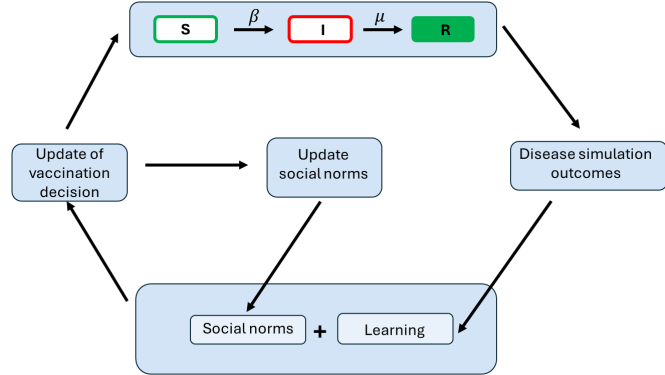 β μ
S I R
Update of
vaccination
decision
Update
social norms
Disease simulation
outcomes
Social norms + Learning